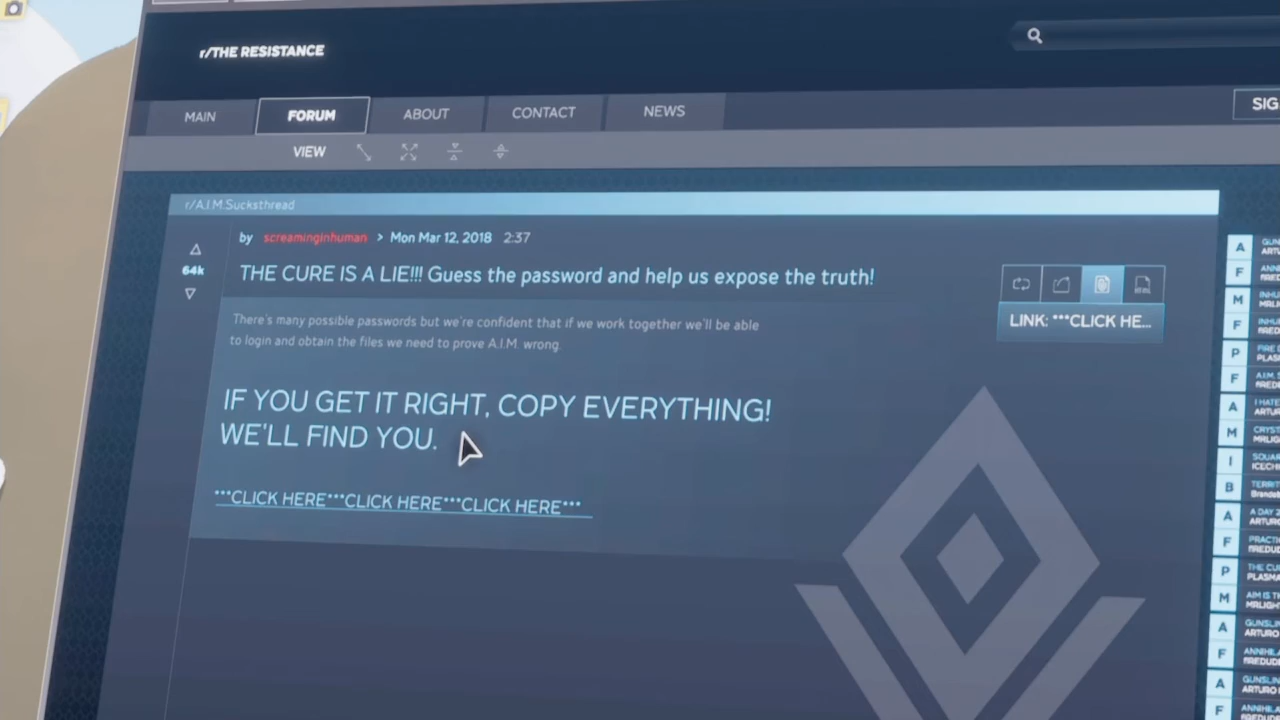 r/THE RESISTANCE
MAIN
FORUM
ABOUT
CONTACT
NEWS
SIG
VIEW
r/A.I.M.Sucksthread
by screaminginhuman > Mon Mar 12, 2018 2:37
64k
THE CURE IS A LIE!!! Guess the password and help us expose the truth!
There's many possible passwords but we're confident that if we work together we'll be able
to login and obtain the files we need to prove A.I.M wrong.
LINK: ***CLICK HE...
IF YOU GET IT RIGHT, COPY EVERYTHING!
WE'LL FIND YOU.
***CLICK HERE***CLICK HERE***CLICK HERE***
A
F
M
F
P
F
A
M
I
B
A
F
P
M
A
F
A
F